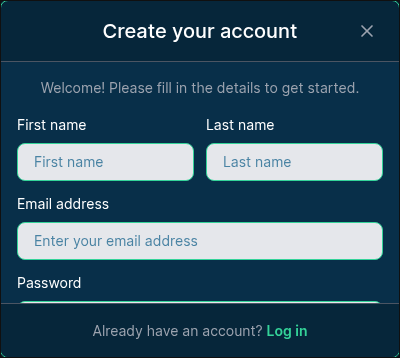 Create your account
Welcome! Please fill in the details to get started.
First name Last name
First name Last name
Email address
Enter your email address
Password
Already have an account? Log in